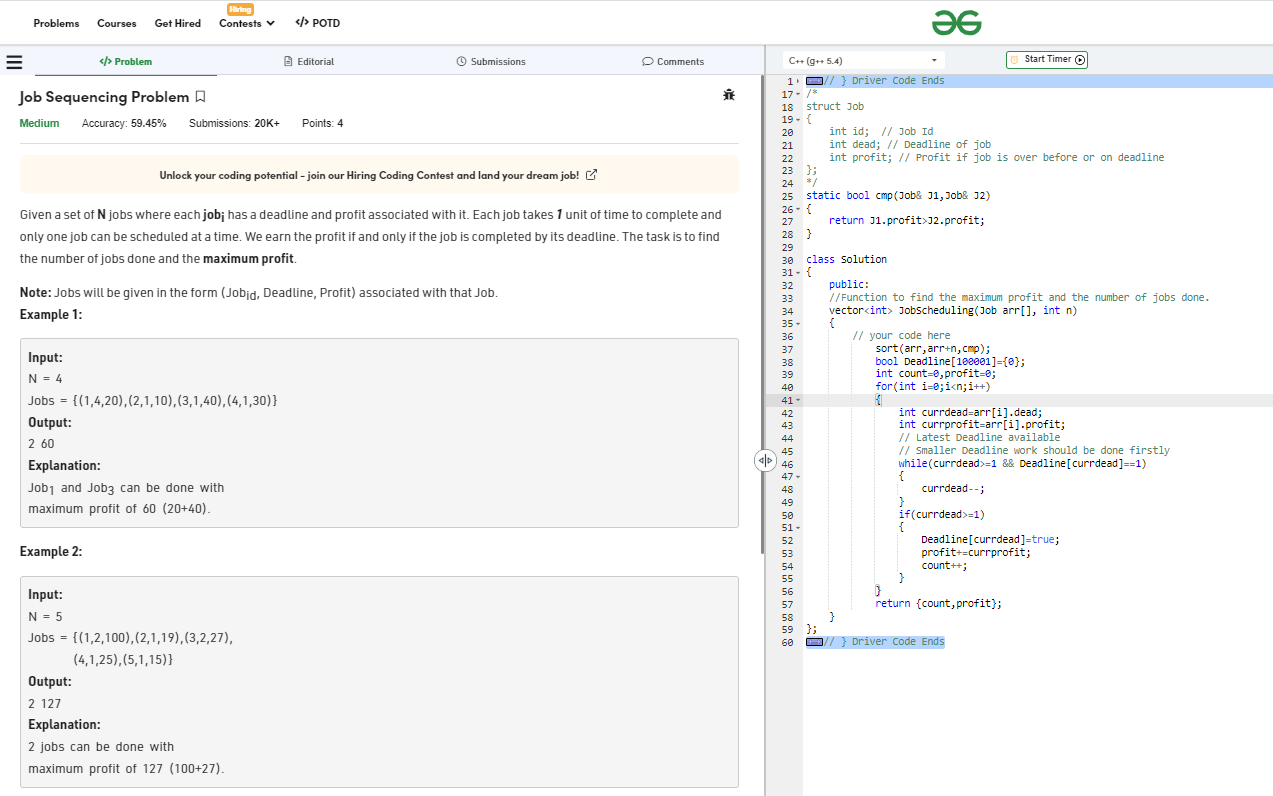 Hiring
Problems Courses Get Hired Contests </> POTD
</> Problem Editorial Submissions Comments
C++ (g++ 5.4) Start Timer
Job Sequencing Problem
Medium Accuracy: 59.45% Submissions: 20K+ Points: 4
Unlock your coding potential - join our Hiring Coding Contest and land your dream job!
Given a set of N jobs where each jobi has a deadline and profit associated with it. Each job takes 1 unit of time to complete and
only one job can be scheduled at a time. We earn the profit if and only if the job is completed by its deadline. The task is to find
the number of jobs done and the maximum profit.
Note: Jobs will be given in the form (Jobid, Deadline, Profit) associated with that Job.
Example 1:
Input:
N = 4
Jobs = {(1,4,20),(2,1,10),(3,1,40),(4,1,30)}
Output:
2 60
Explanation:
Job1 and Job3 can be done with
maximum profit of 60 (20+40).
Example 2:
Input:
N = 5
Jobs = {(1,2,100),(2,1,19),(3,2,27),
(4,1,25),(5,1,15)}
Output:
2 127
Explanation:
2 jobs can be done with
maximum profit of 127 (100+27).
1 // } Driver Code Ends
17 /*
18 struct Job
19 {
20 int id; // Job Id
21 int dead; // Deadline of job
22 int profit; // Profit if job is over before or on deadline
23 };
24 */
25 static bool cmp(Job& J1,Job& J2)
26 {
27 return J1.profit>J2.profit;
28 }
29
30 class Solution
31 {
32 public:
33 //Function to find the maximum profit and the number of jobs done.
34 vector<int> JobScheduling(Job arr[], int n)
35 {
36 // your code here
37 sort(arr,arr+n,cmp);
38 bool Deadline[100001]={0};
39 int count=0,profit=0;
40 for(int i=0;i<n;i++)
41 {
42 int currdead=arr[i].dead;
43 int currprofit=arr[i].profit;
44 // Latest Deadline available
45 // Smaller Deadline work should be done firstly
46 while(currdead>=1 && Deadline[currdead]==1)
47 {
48 currdead--;
49 }
50 if(currdead>=1)
51 {
52 Deadline[currdead]=true;
53 profit+=currprofit;
54 count++;
55 }
56 }
57 return {count,profit};
58 }
59 };
60 // } Driver Code Ends